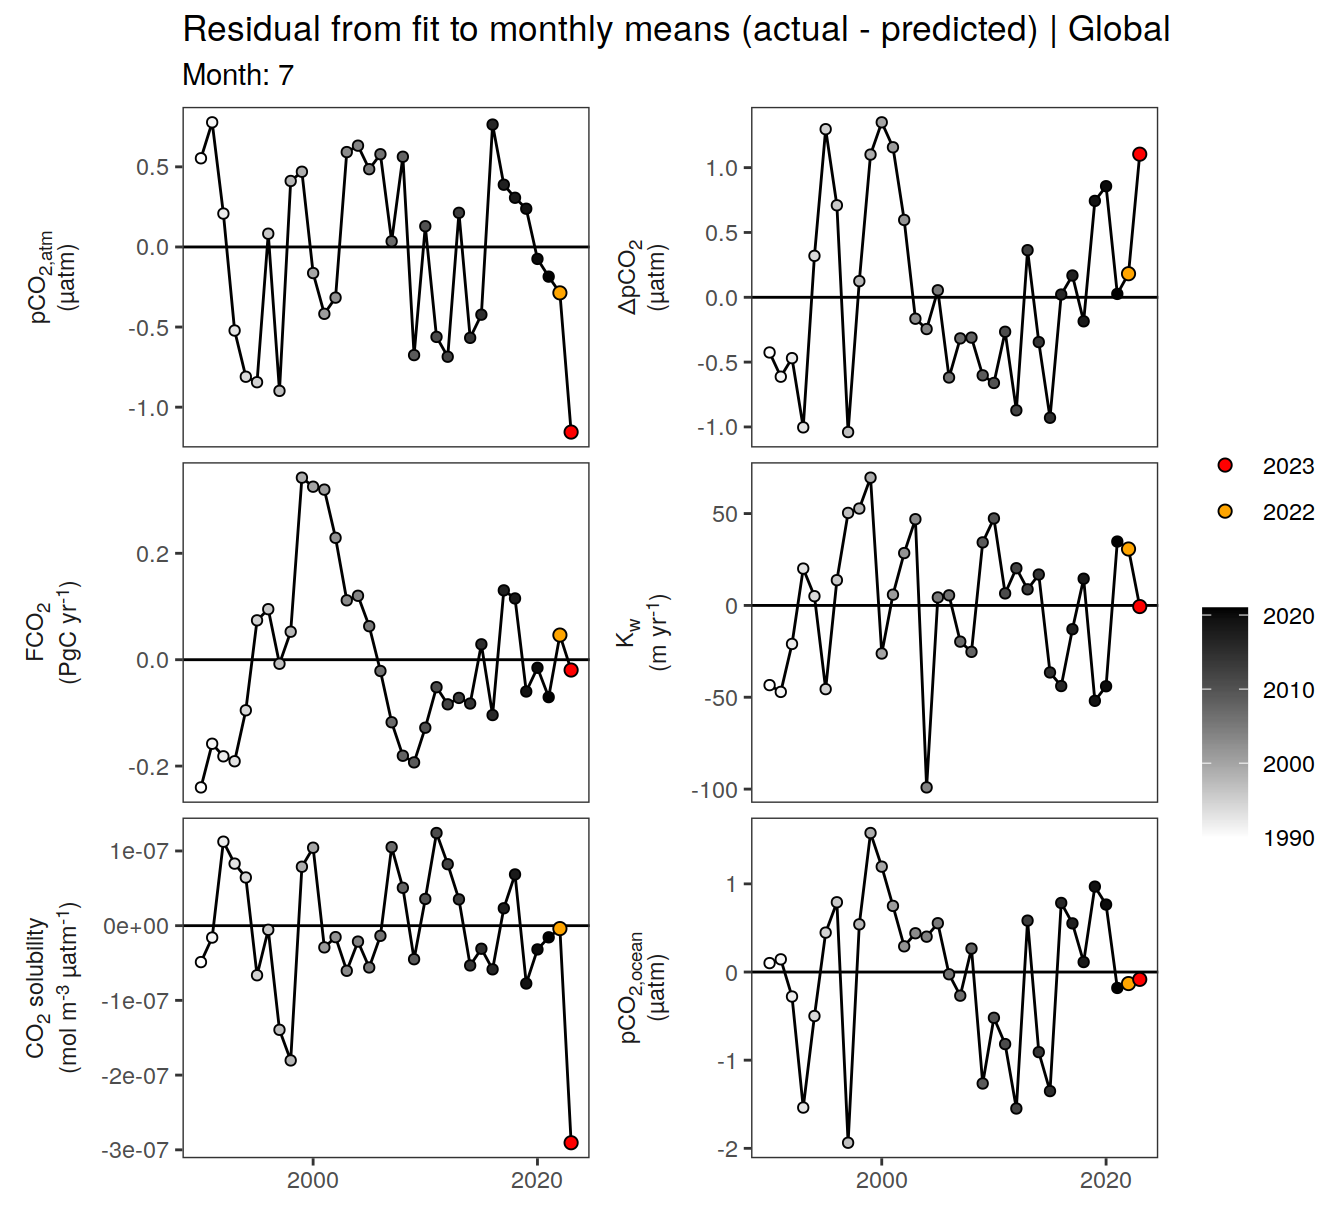 Residual from fit to monthly means (actual - predicted) | Global
Month: 7
pCO2,atm
(µatm)
0.5
0.0
-0.5
-1.0
ΔpCO2
(µatm)
1.0
0.5
0.0
-0.5
-1.0
FCO2
(PgC yr-1)
0.2
0.0
-0.2
Kw
(m yr-1)
50
0
-50
-100
CO2 solubility
(mol m-3 µatm-1)
1e-07
0e+00
-1e-07
-2e-07
-3e-07
2000
2020
pCO2,ocean
(µatm)
1
0
-1
-2
2000
2020
2023
2022
2020
2010
2000
1990